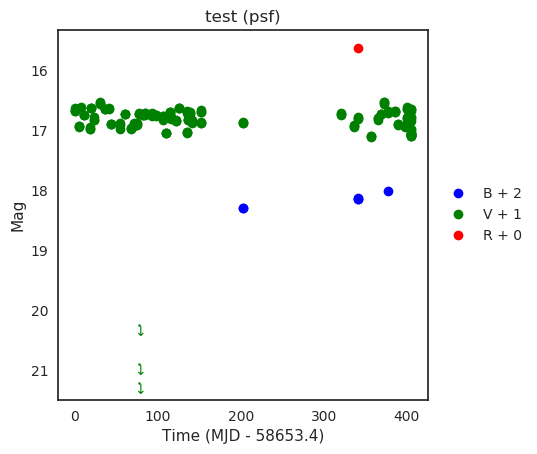 test (psf)
Mag
16
17
18
19
20
21
0
100
200
300
400
Time (MJD - 58653.4)
B + 2
V + 1
R + 0